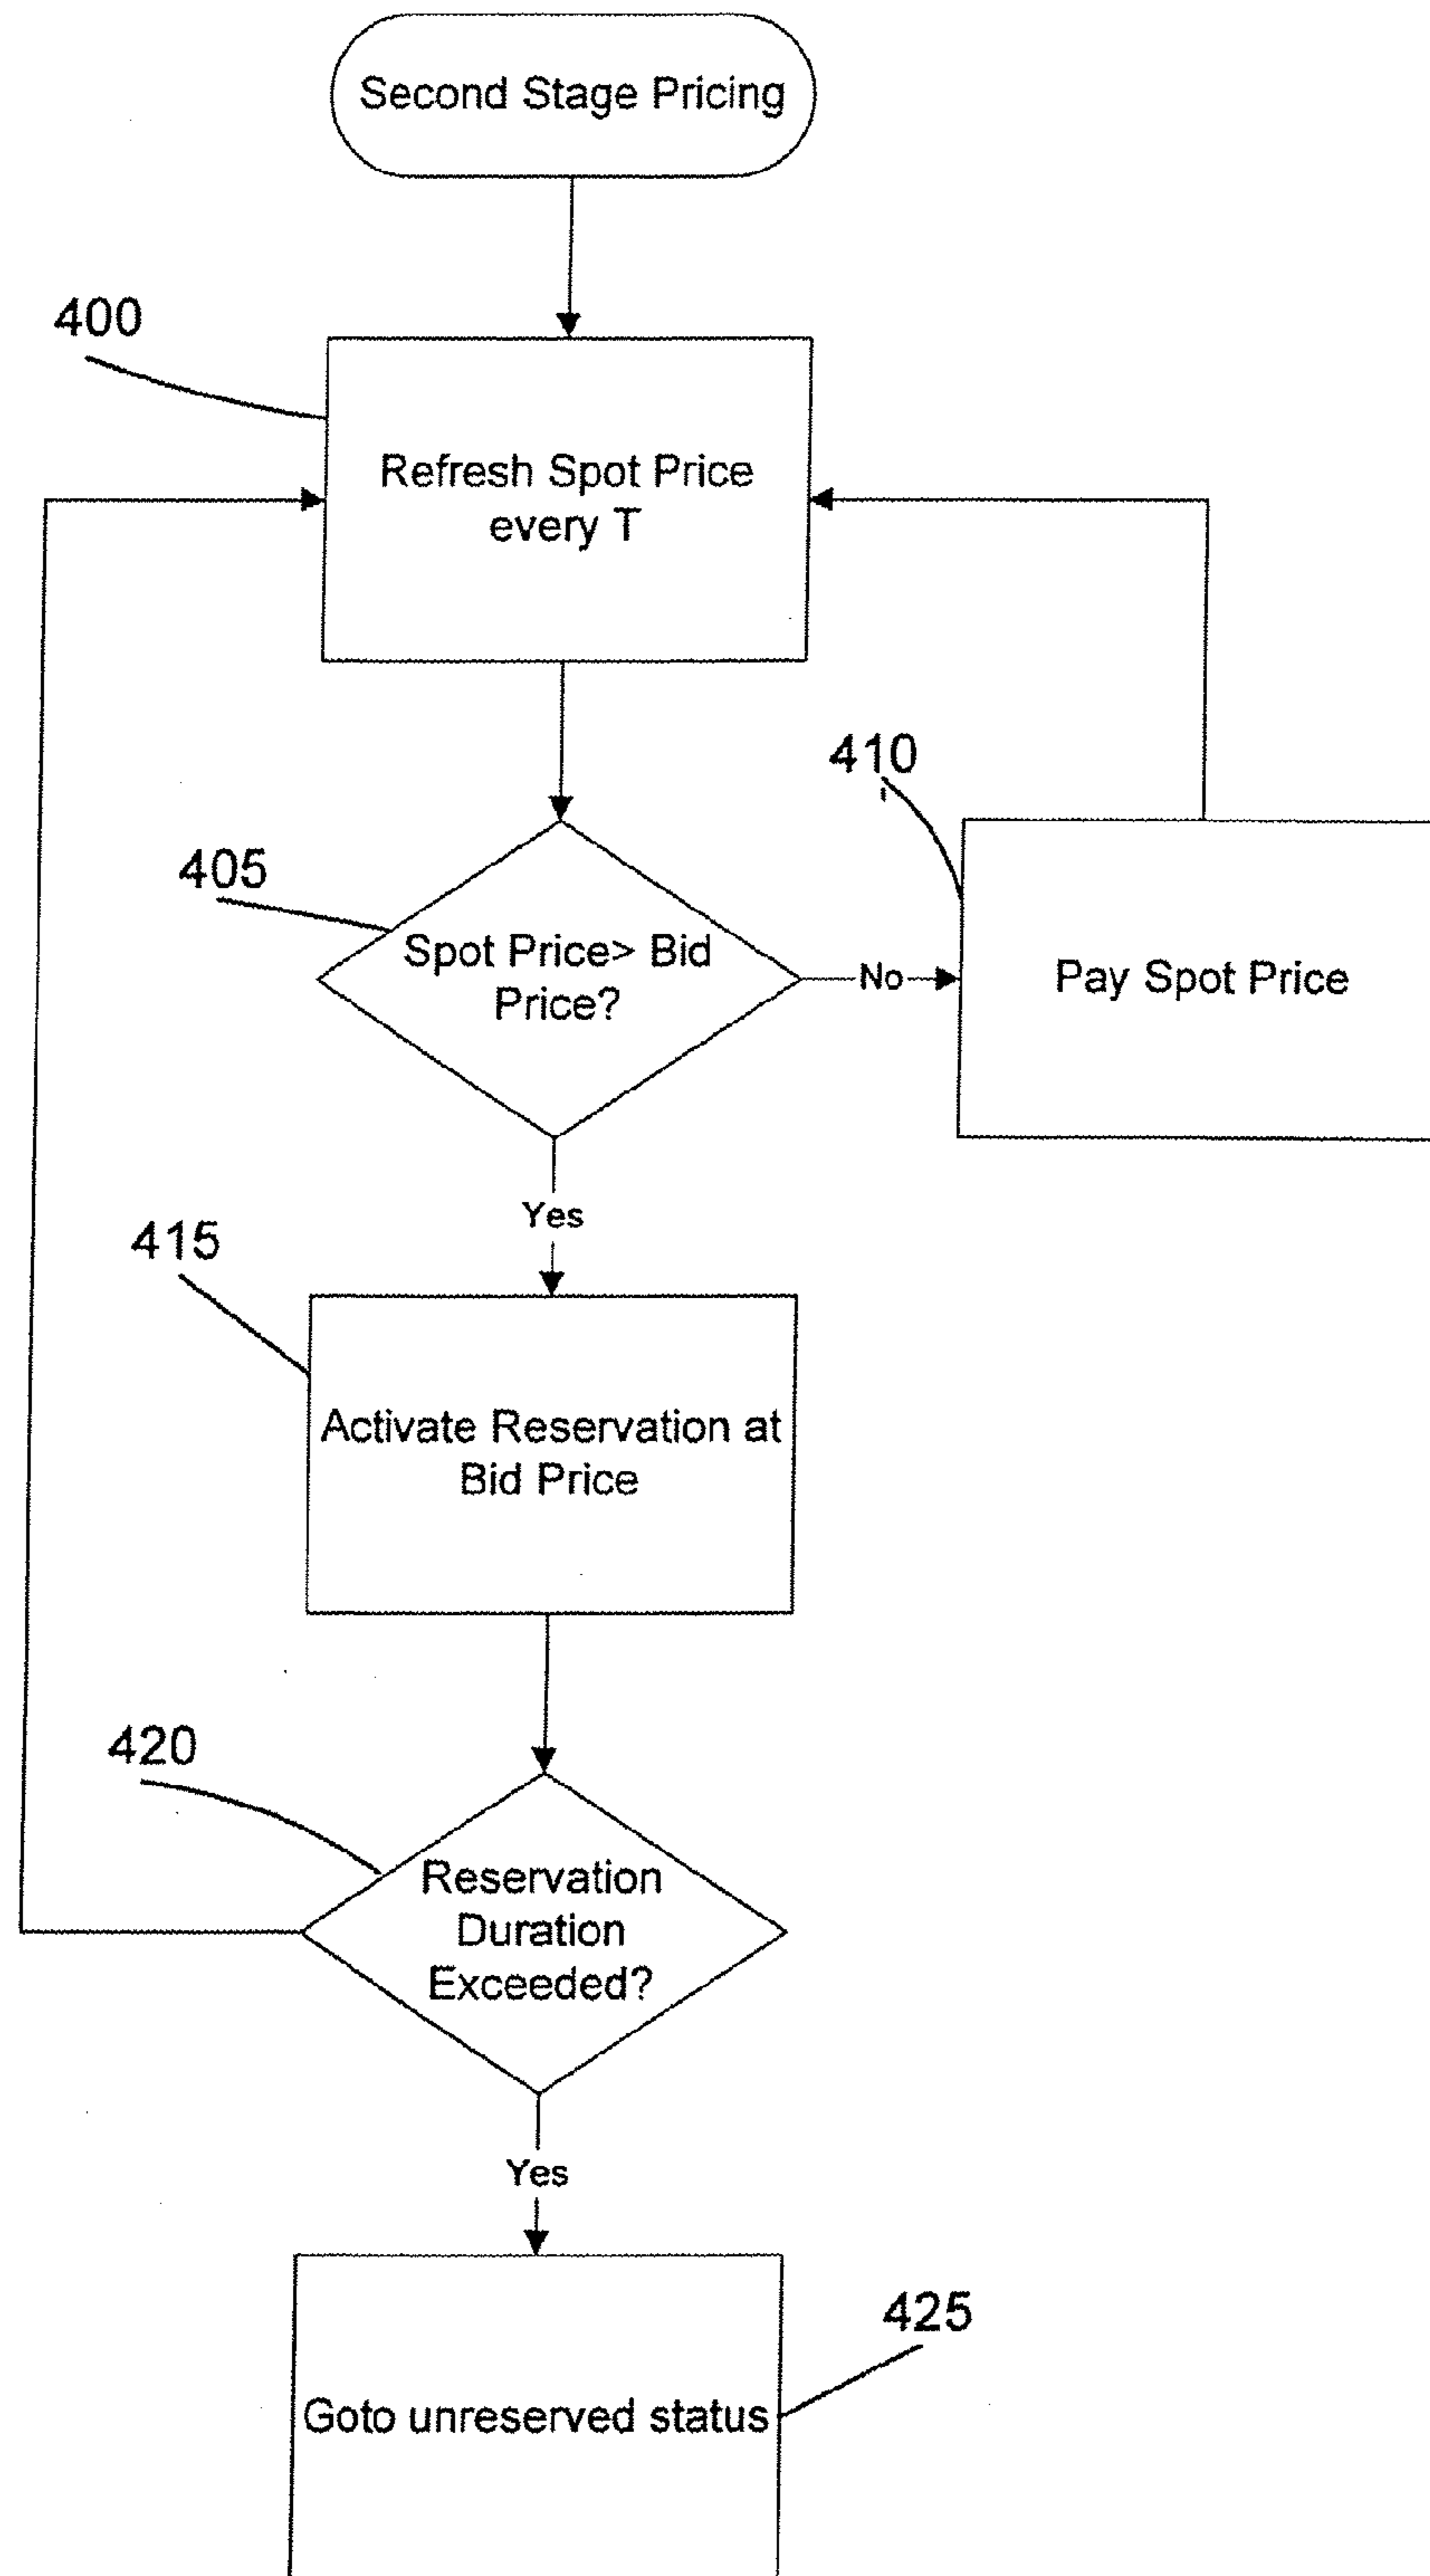 Second Stage Pricing
400
Refresh Spot Price
every T
410
405
Spot Price> Bid
Price?
No
Pay Spot Price
Yes
415
Activate Reservation at
Bid Price
420
Reservation
Duration
Exceeded?
Yes
425
Goto unreserved status